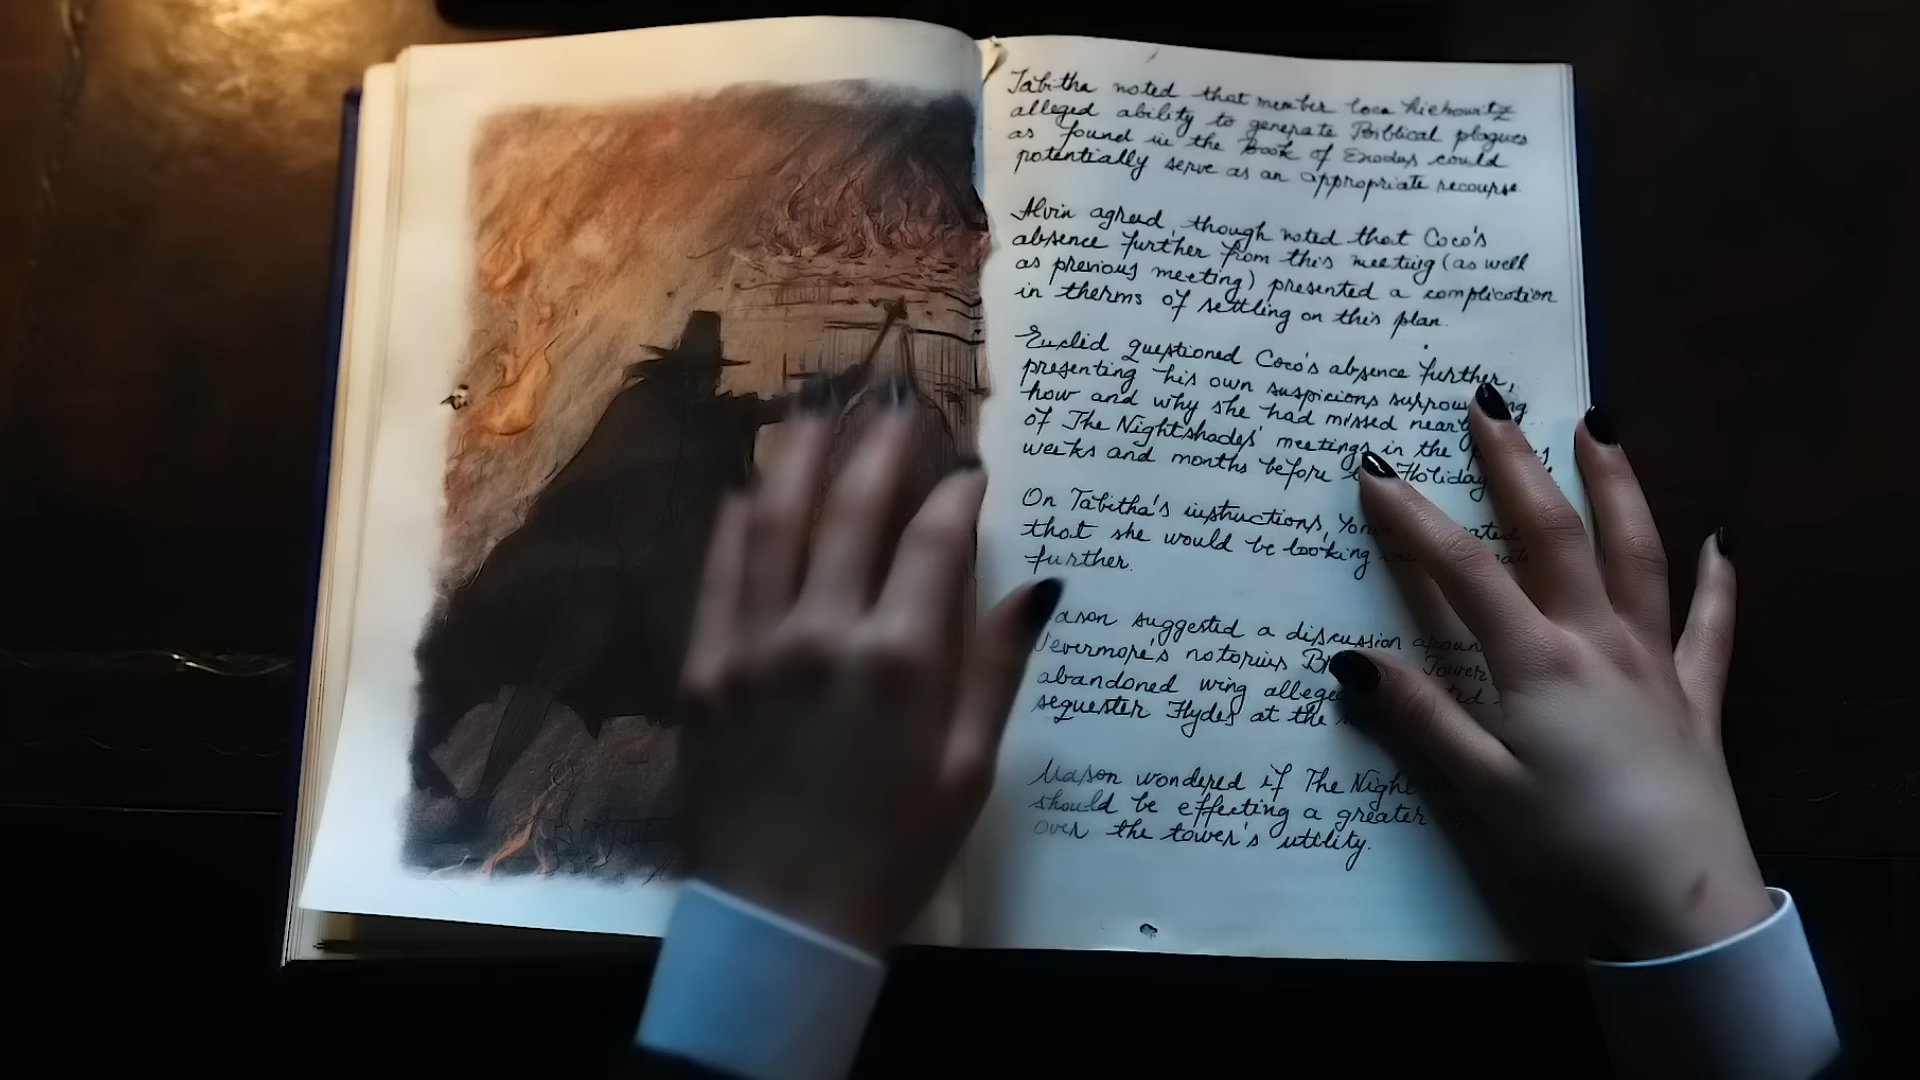 Tabitha noted that member Coco
alleged ability to generate Biblical plagues
as found in the Book of Exodus could
potentially serve as an appropriate recourse
Alvin agreed, though noted that Coco's
absence further from this meeting (as well
as previous meeting) presented a complication
in therms of settling on this plan.
Euclid questioned Coco's absence further,
presenting his own suspicions
how and why she had missed
of The Nightshades' meetings in the
weeks and months before Holiday
On Tabitha's instructions,
that she would be looking
further.
suggested a discussion
notorius Tower
abandoned wing
sequester Hydes at the
Mason wondered if The
should be effecting a greater
over the tower's utility.